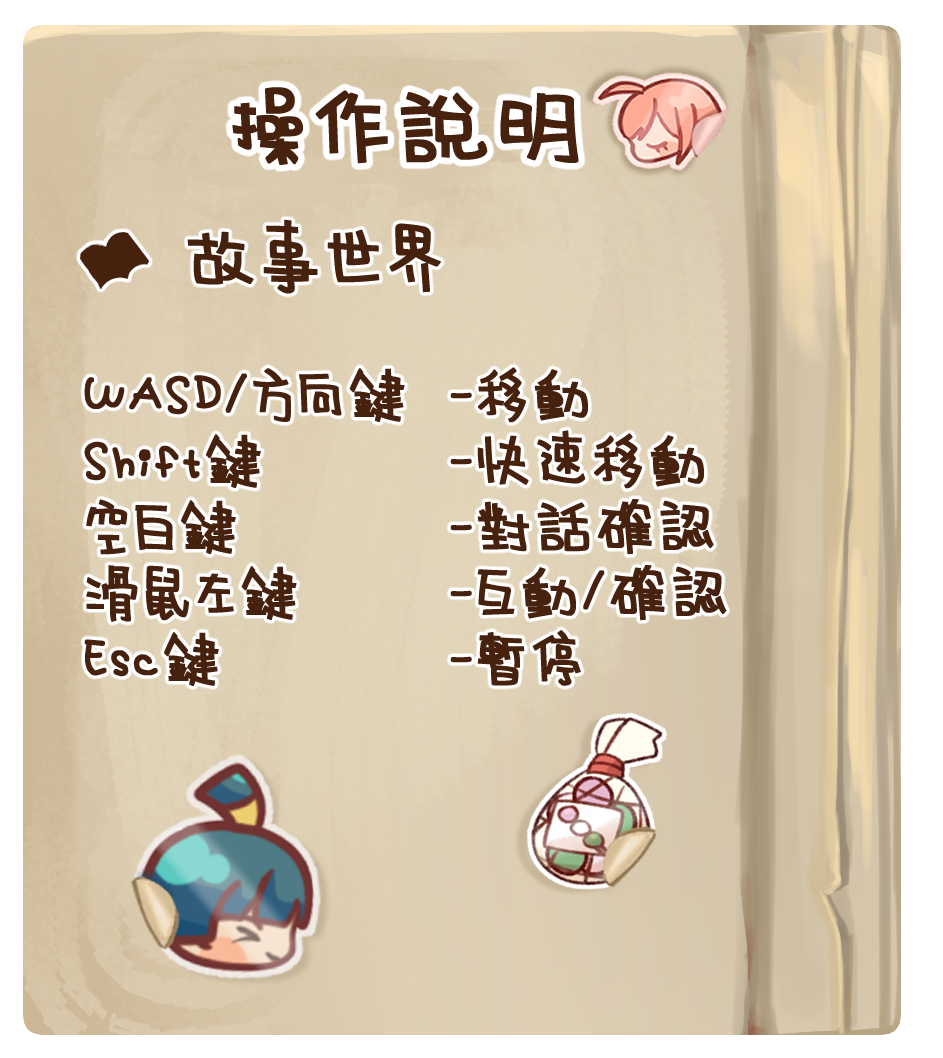 操作說明
故事世界
WASD/方向鍵 -移動
Shift鍵 -快速移動
空白鍵 -對話確認
滑鼠左鍵 -互動/確認
Esc鍵 -暫停